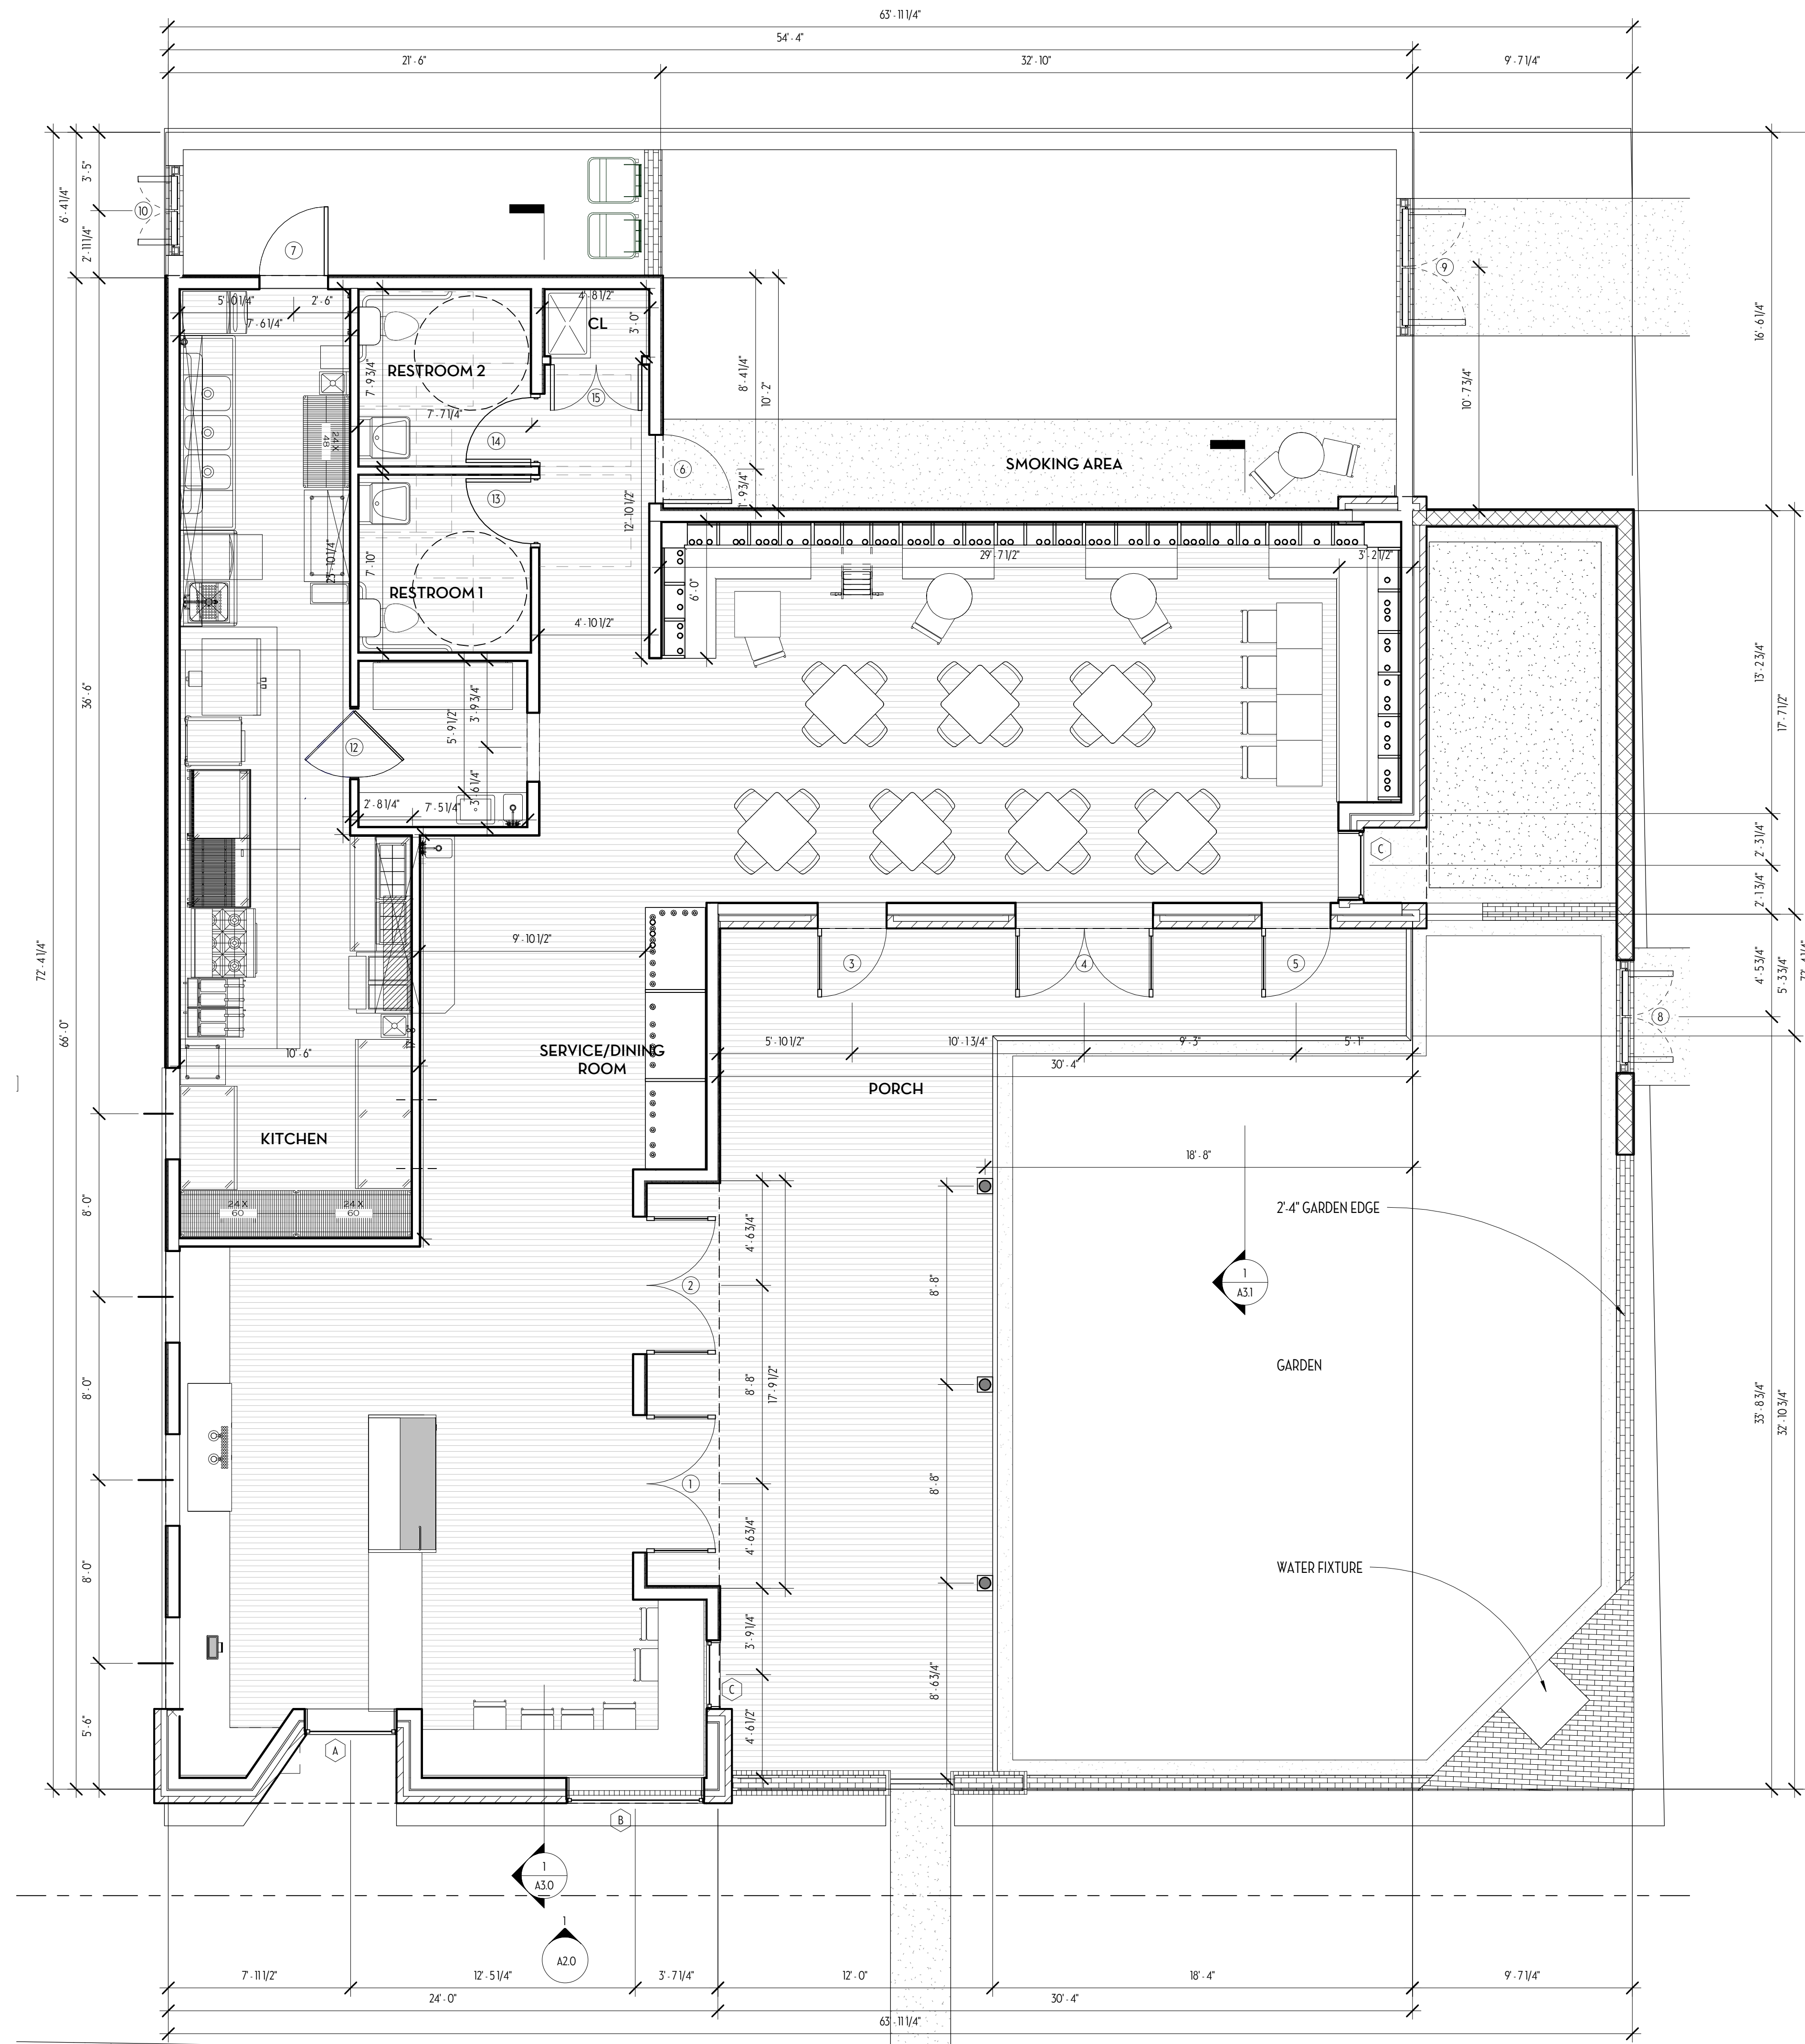 63' - 11 1/4"
54' - 4"
21' - 6"
32' - 10"
9' - 7 1/4"
3' - 5"
6' - 4 1/4"
2' - 11 1/4"
10
7
9
5' - 0 1/4"
2' - 6"
4' - 8 1/2"
7' - 6 1/4"
CL
3' - 0"
16' - 6 1/4"
RESTROOM 2
7' - 9 3/4"
15
8' - 4 1/4"
10' - 2"
10' - 7 3/4"
7' - 7 1/4"
24 X
48
14
SMOKING AREA
6
13
12' - 10 1/2"
1' - 9 3/4"
23' - 10 1/4"
7' - 10"
29' - 7 1/2"
3' - 2 1/2"
RESTROOM 1
6' - 0"
4' - 10 1/2"
36' - 6"
13' - 2 3/4"
17' - 7 1/2"
3' - 9 3/4"
5' - 9 1/2"
12
3' - 6 1/4"
2' - 8 1/4"
7' - 5 1/4"
C
2' - 3 1/4"
2' - 1 3/4"
72' - 4 1/4"
9' - 10 1/2"
3
4
5
4' - 5 3/4"
5' - 3 3/4"
72' - 4 1/4"
8
66' - 0"
10' - 6"
SERVICE/DINING
ROOM
5' - 10 1/2"
10' - 1 3/4"
9' - 3"
5' - 1"
30' - 4"
PORCH
KITCHEN
18' - 8"
24 X
60
24 X
60
8' - 0"
2'-4" GARDEN EDGE
4' - 6 3/4"
2
8' - 8"
1
A3.1
GARDEN
8' - 0"
8' - 8"
17' - 9 1/2"
33' - 8 3/4"
32' - 10 3/4"
1
8' - 8"
4' - 6 3/4"
8' - 0"
WATER FIXTURE
3' - 9 1/4"
C
8' - 6 3/4"
5' - 6"
4' - 6 1/2"
A
B
1
A3.0
1
A2.0
7' - 11 1/2"
12' - 5 1/4"
3' - 7 1/4"
12' - 0"
18' - 4"
9' - 7 1/4"
24' - 0"
30' - 4"
63' - 11 1/4"